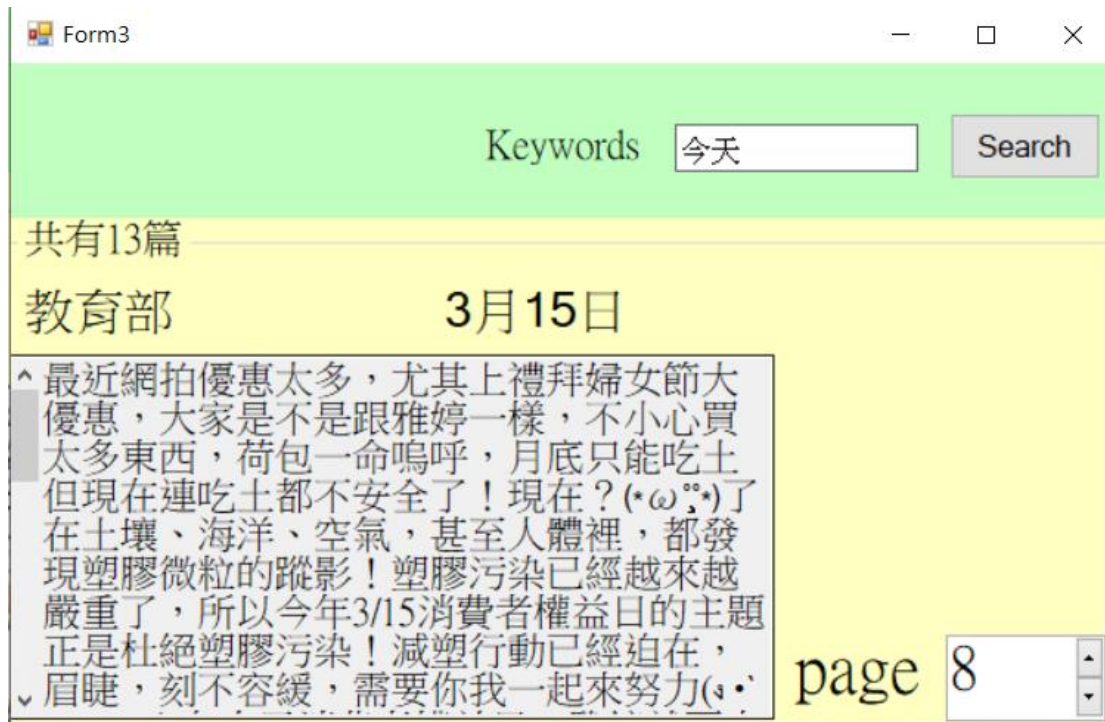 Form3
Keywords 今天 Search
共有13篇
教育部 3月15日
最近網拍優惠太多，尤其上禮拜婦女節大
優惠，大家是不是跟雅婷一樣，不小心買
太多東西，荷包一命嗚呼，月底只能吃土
但現在連吃土都不安全了！現在？(*ω)了
在土壤、海洋、空氣，甚至人體裡，都發
現塑膠微粒的蹤影！塑膠污染已經越來越
嚴重了，所以今年3/15消費者權益日的主題
正是杜絕塑膠污染！減塑行動已經迫在，
眉睫，刻不容緩，需要你我一起來努力(
page 8